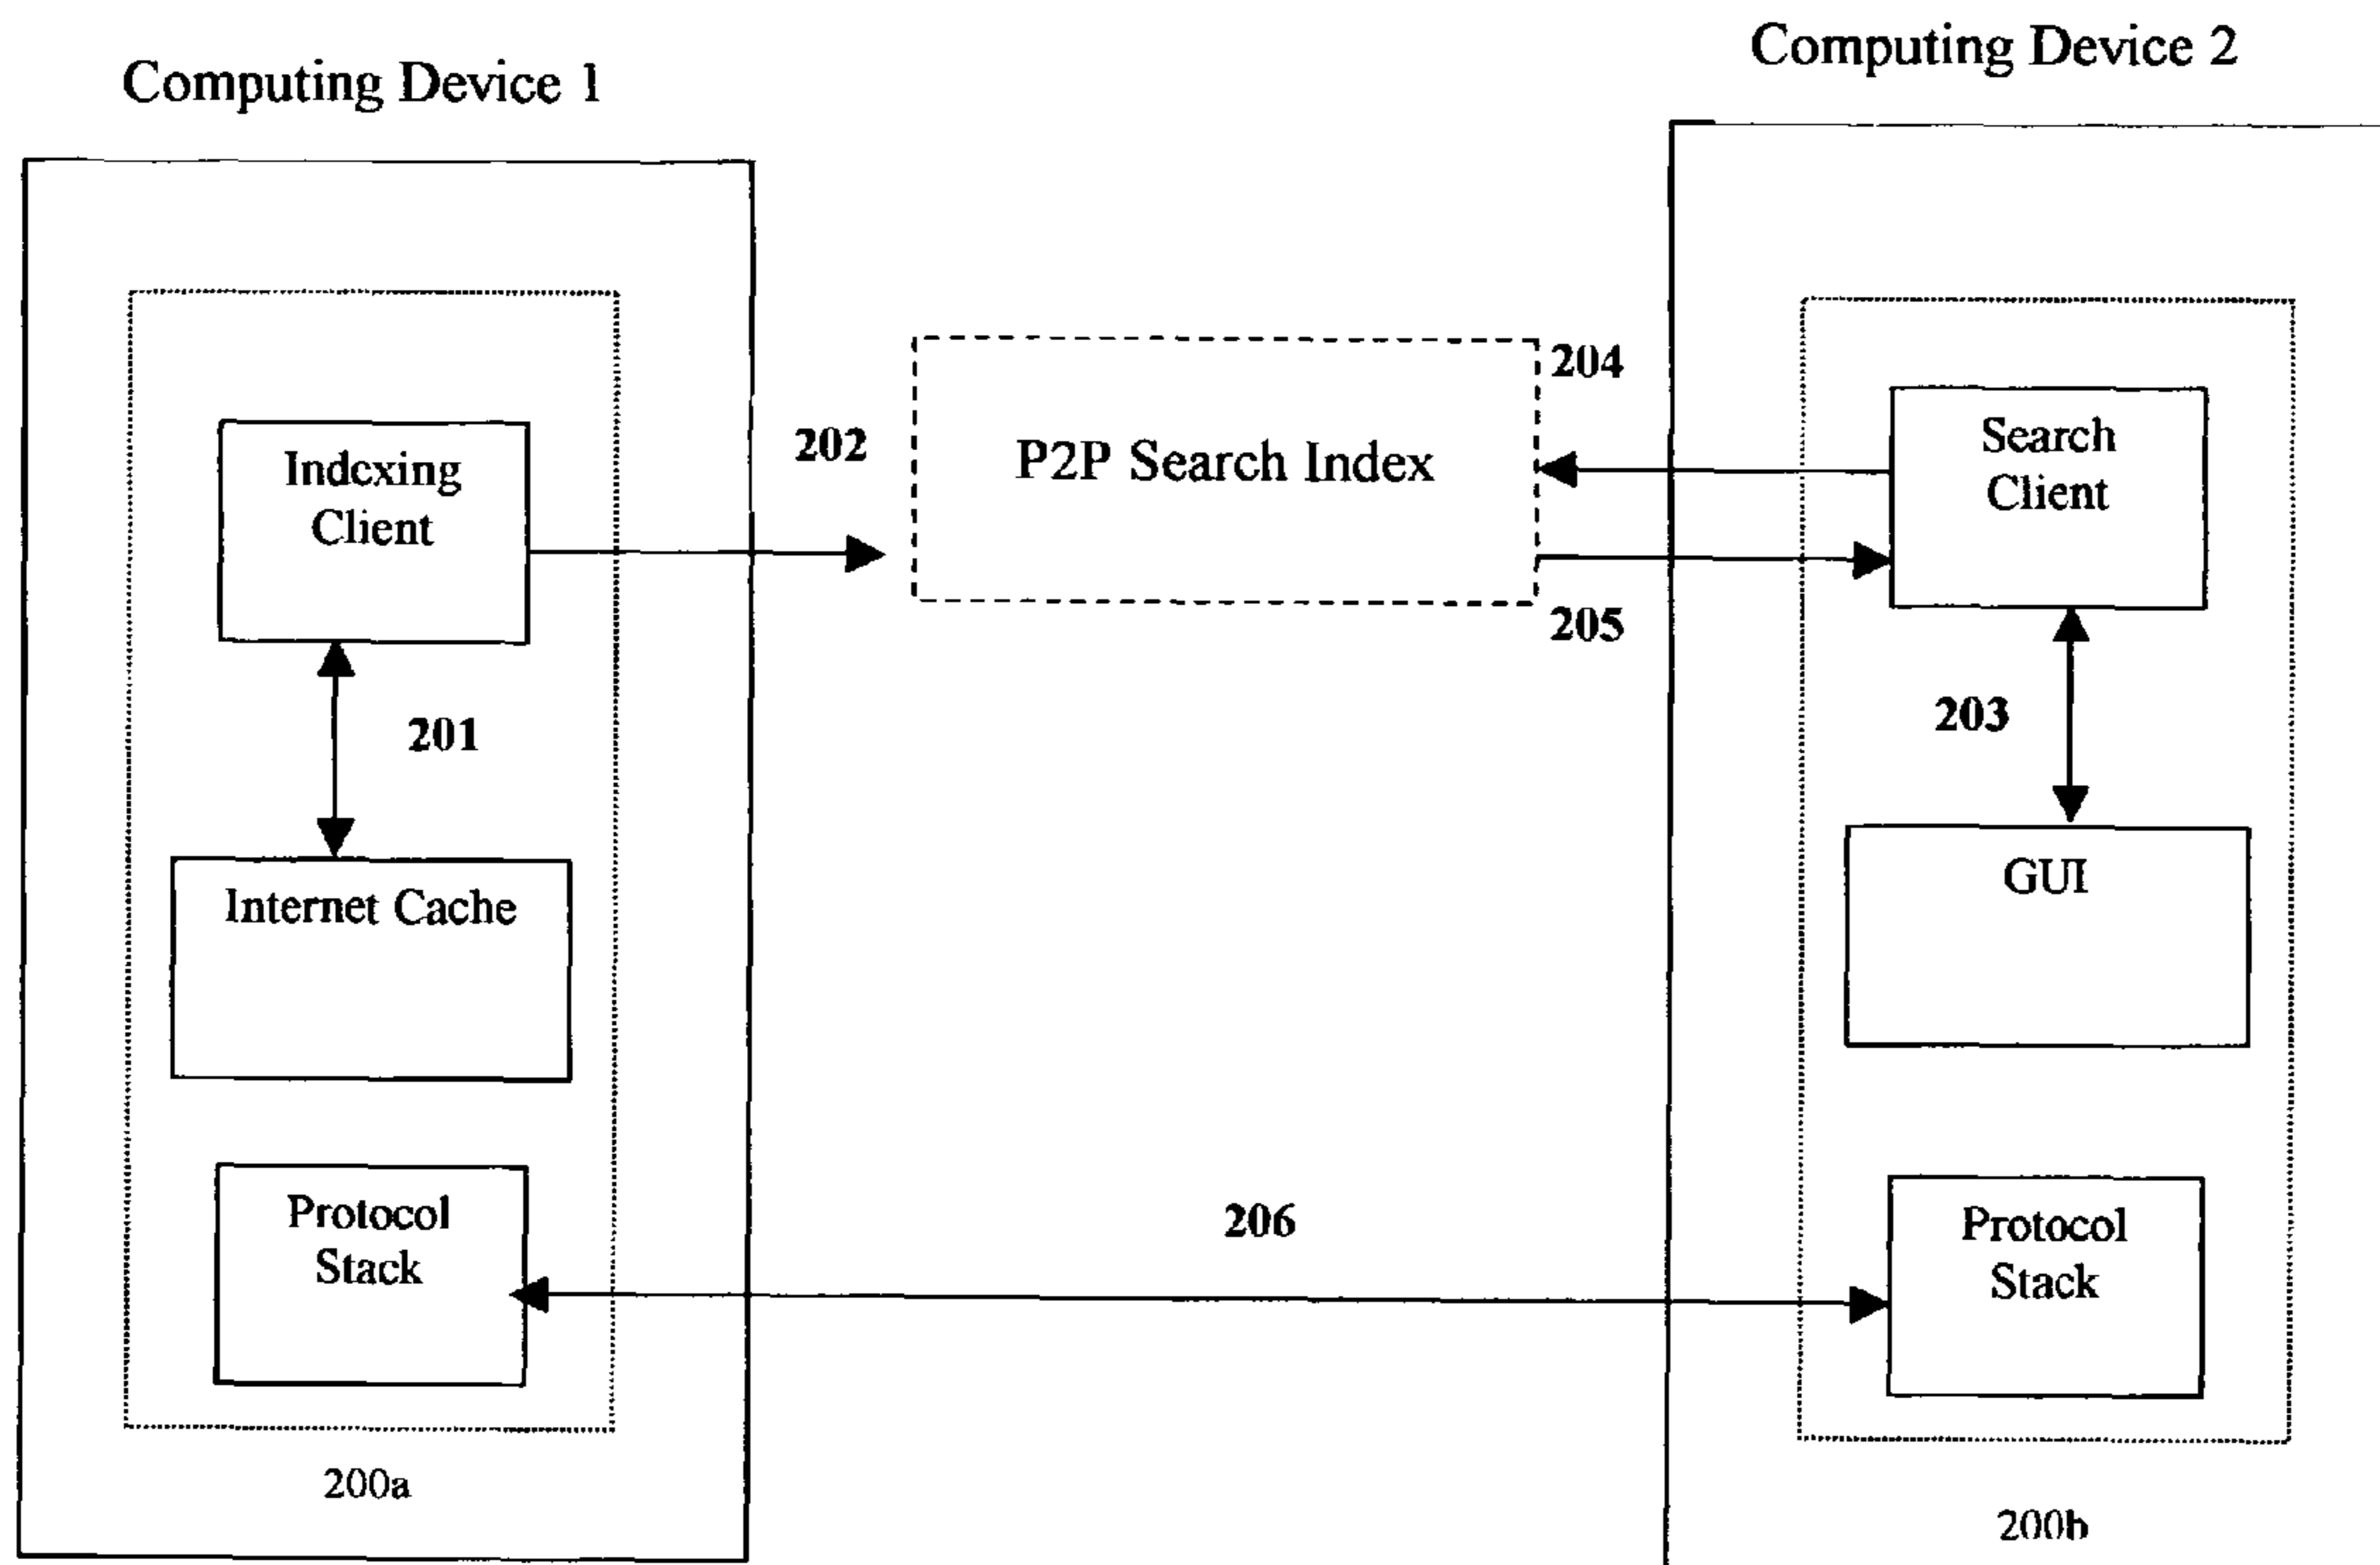 Computing Device 1
Computing Device 2
Indexing
Client
202
P2P Search Index
204
205
Search
Client
201
203
Internet Cache
GUI
Protocol
Stack
206
Protocol
Stack
200a
200b